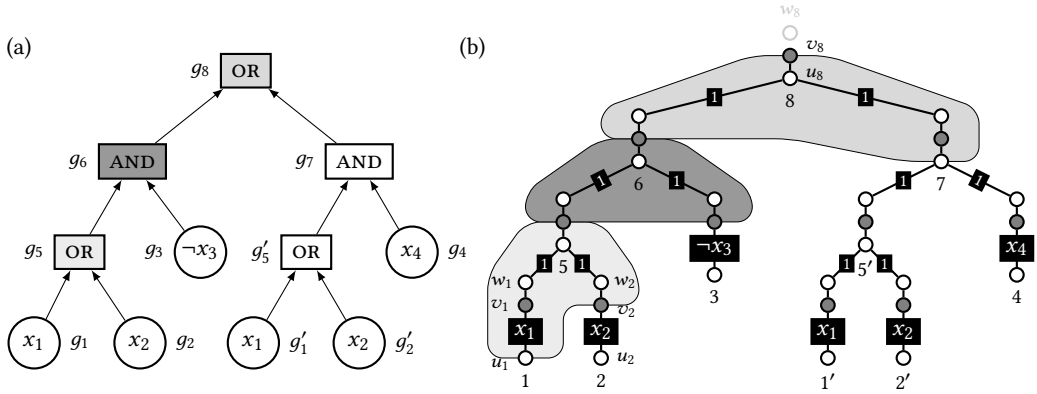 (a)
g₈ OR
g₆ AND
g₇ AND
g₅ OR
g₃ ¬x₃
g′₅ OR
x₄ g₄
x₁ g₁
x₂ g₂
x₁ g′₁
x₂ g′₂
(b)
w₈
v₈
u₈
8
1 1
6
1 1
7
1 1
5
1 1
¬x₃
3
5′
1 1
x₄
4
w₁ w₂
v₁ v₂
x₁ x₂
u₁ u₂
1 2
x₁ x₂
1′ 2′